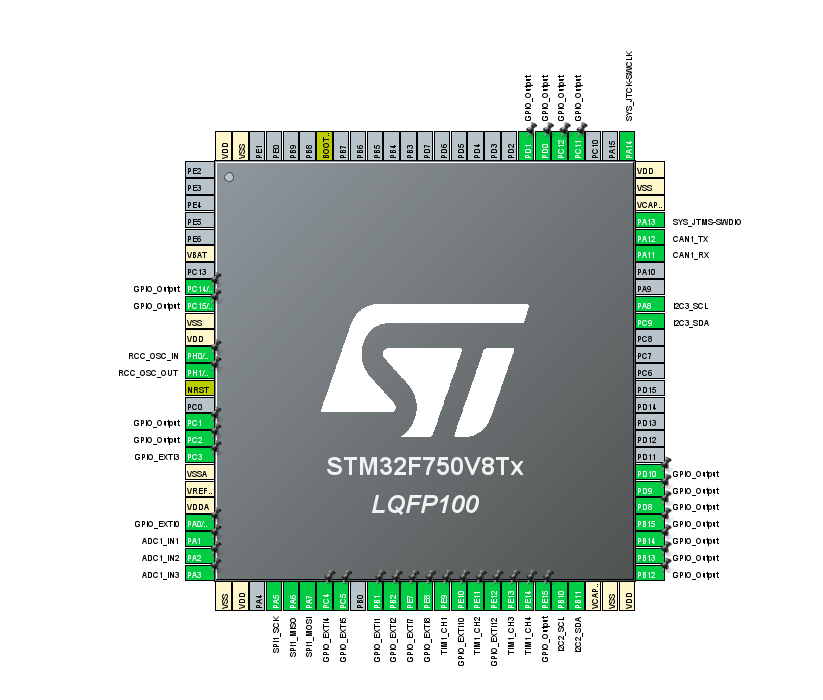 GPIO_Output
GPIO_Output
GPIO_Output
GPIO_Output
SYS_JTCK-SWCLK
VDD
VSS
PE1
PE0
PB9
PB8
BOOT..
PB7
PB6
PB5
PB4
PB3
PD7
PD6
PD5
PD4
PD3
PD2
PD1
PD0
PC12
PC11
PC10
PA15
PA14
PE2
PE3
PE4
PE5
PE6
VBAT
PC13
GPIO_Output PC14/..
GPIO_Output PC15/..
VSS
VDD
RCC_OSC_IN PH0/..
RCC_OSC_OUT PH1/..
NRST
PC0
GPIO_Output PC1
GPIO_Output PC2
GPIO_EXTI3 PC3
VSSA
VREF..
VDDA
GPIO_EXTI0 PA0/..
ADC1_IN1 PA1
ADC1_IN2 PA2
ADC1_IN3 PA3
ST
STM32F750V8Tx
LQFP100
VDD
VSS
VCAP..
PA13 SYS_JTMS-SWDIO
PA12 CAN1_TX
PA11 CAN1_RX
PA10
PA9
PA8 I2C3_SCL
PC9 I2C3_SDA
PC8
PC7
PC6
PD15
PD14
PD13
PD12
PD11
PD10 GPIO_Output
PD9 GPIO_Output
PD8 GPIO_Output
PB15 GPIO_Output
PB14 GPIO_Output
PB13 GPIO_Output
PB12 GPIO_Output
VSS
VDD
PA4
PA5
PA6
PA7
PC4
PC5
PB0
PB1
PB2
PE7
PE8
PE9
PE10
PE11
PE12
PE13
PE14
PE15
PB10
PB11
VCAP..
VSS
VDD
SPI1_SCK
SPI1_MISO
SPI1_MOSI
GPIO_EXTI4
GPIO_EXTI5
GPIO_EXTI1
GPIO_EXTI2
GPIO_EXTI7
GPIO_EXTI8
TIM1_CH1
GPIO_EXTI10
TIM1_CH2
GPIO_EXTI12
TIM1_CH3
TIM1_CH4
GPIO_Output
I2C2_SCL
I2C2_SDA